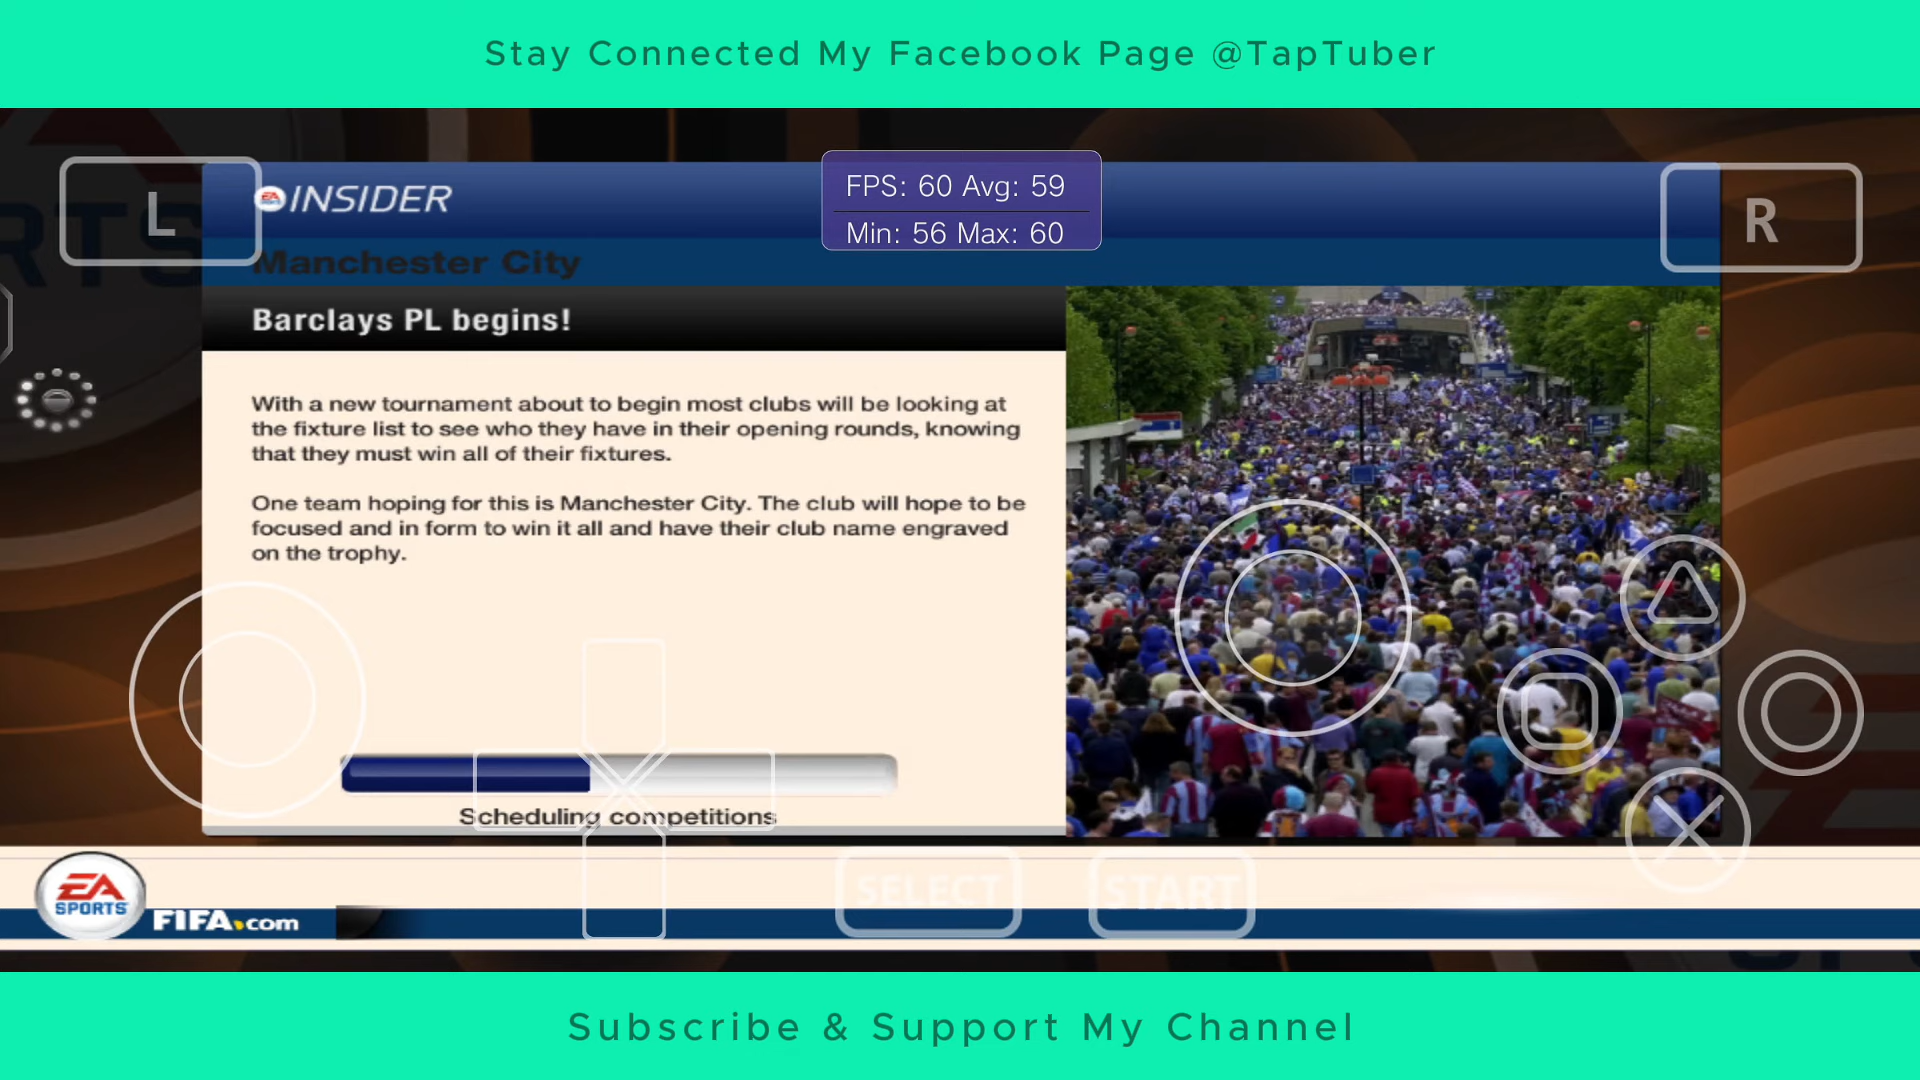 Stay Connected My Facebook Page @TapTuber
L
EA INSIDER
FPS: 60 Avg: 59
Min: 56 Max: 60
R
RTS
Manchester City
Barclays PL begins!
With a new tournament about to begin most clubs will be looking at
the fixture list to see who they have in their opening rounds, knowing
that they must win all of their fixtures.
One team hoping for this is Manchester City. The club will hope to be
focused and in form to win it all and have their club name engraved
on the trophy.
Scheduling competitions
SELECT
START
EA
SPORTS
FIFA.com
Subscribe & Support My Channel